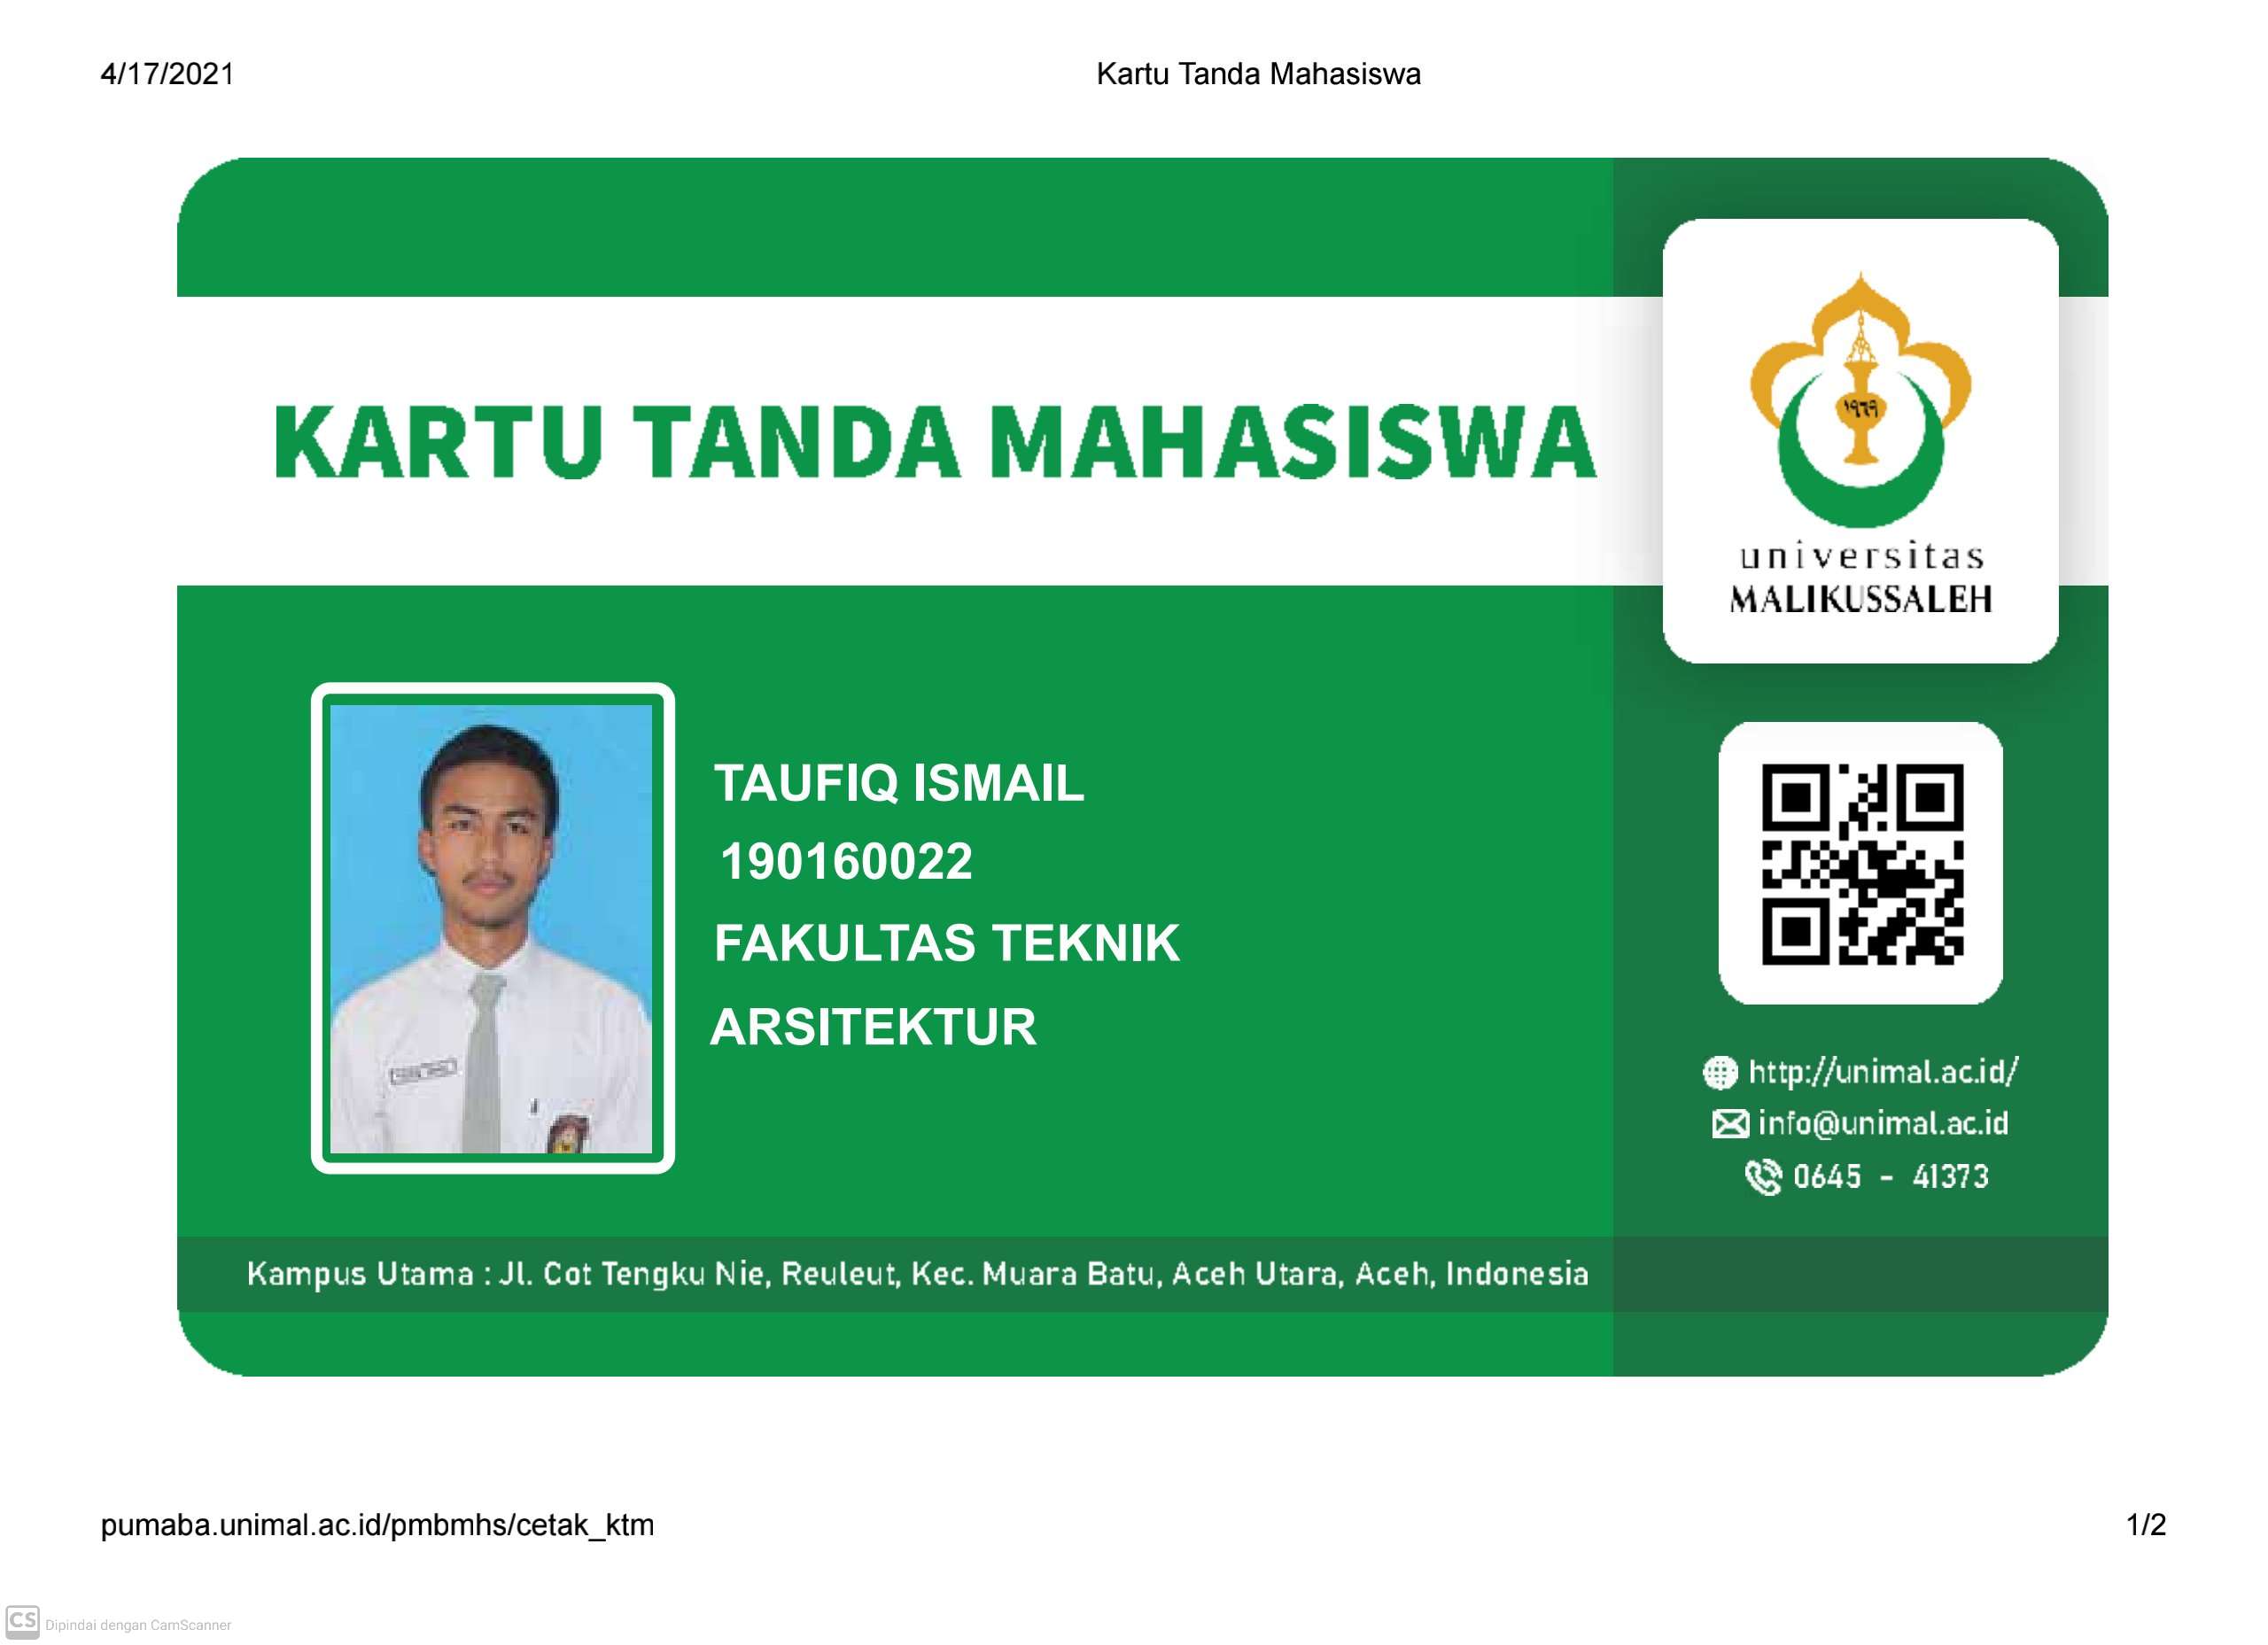 4/17/2021
Kartu Tanda Mahasiswa
KARTU TANDA MAHASISWA
١٩٦٩
universitas
MALIKUSSALEH
TAUFIQ ISMAIL
190160022
FAKULTAS TEKNIK
ARSITEKTUR
http://unimal.ac.id/
info@unimal.ac.id
0645 - 41373
Kampus Utama : Jl. Cot Tengku Nie, Reuleut, Kec. Muara Batu, Aceh Utara, Aceh, Indonesia
pumaba.unimal.ac.id/pmbmhs/cetak_ktm
1/2
CS Dipindai dengan CamScanner